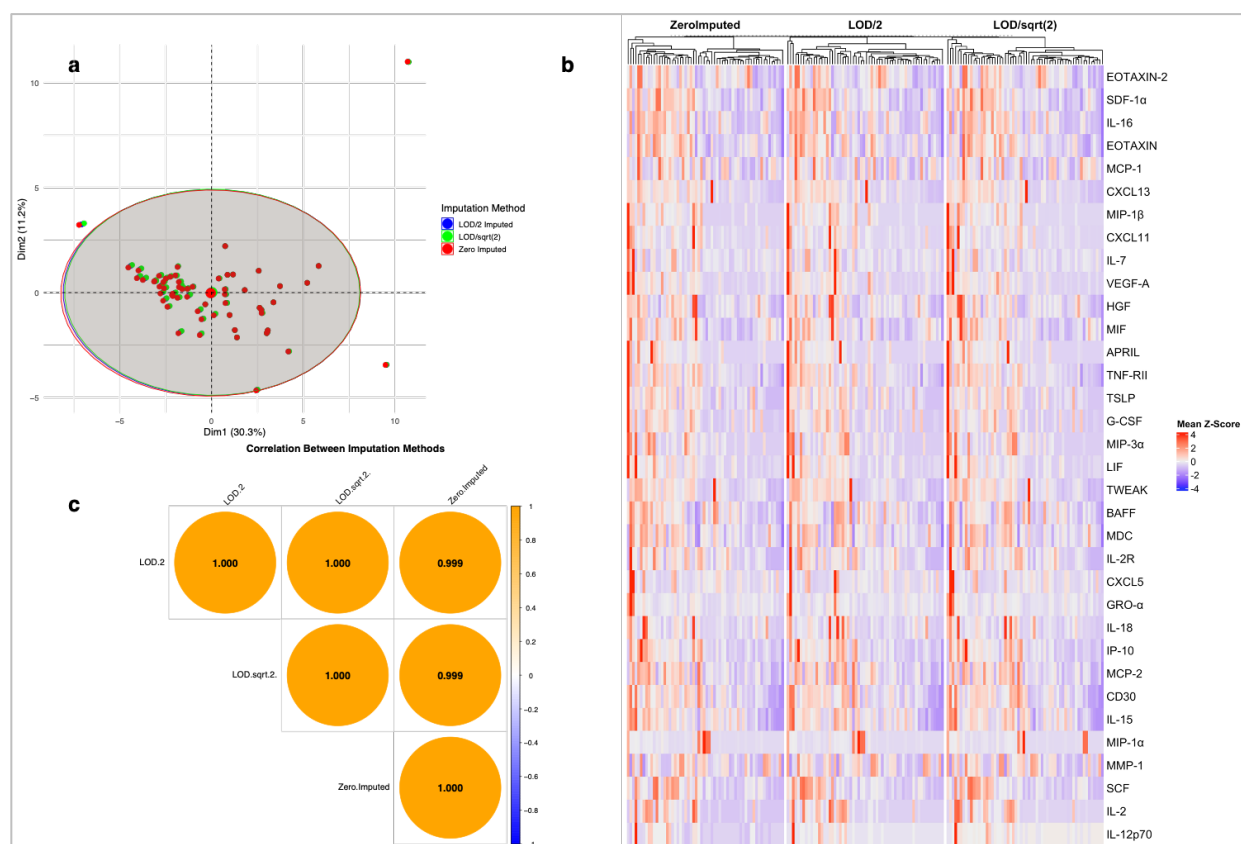 a
10
5
0
-5
Dim2 (11.2%)
-5
0
5
10
Dim1 (30.3%)
Imputation Method
LOD/2 Imputed
LOD/sqrt(2)
Zero Imputed
Correlation Between Imputation Methods
c
LOD.2
LOD.sqrt.2.
Zero.Imputed
LOD.2
1.000
1.000
0.999
LOD.sqrt.2.
1.000
0.999
Zero.Imputed
1.000
1
0.8
0.6
0.4
0.2
0
-0.2
-0.4
-0.6
-0.8
-1
b
ZeroImputed
LOD/2
LOD/sqrt(2)
EOTAXIN-2
SDF-1α
IL-16
EOTAXIN
MCP-1
CXCL13
MIP-1β
CXCL11
IL-7
VEGF-A
HGF
MIF
APRIL
TNF-RII
TSLP
G-CSF
MIP-3α
LIF
TWEAK
BAFF
MDC
IL-2R
CXCL5
GRO-α
IL-18
IP-10
MCP-2
CD30
IL-15
MIP-1α
MMP-1
SCF
IL-2
IL-12p70
Mean Z-Score
4
2
0
-2
-4